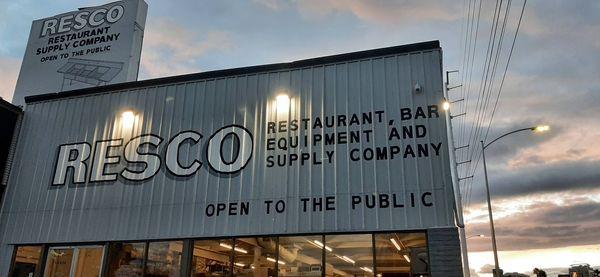 RESCO
RESTAURANT
SUPPLY COMPANY
OPEN TO THE PUBLIC
RESCO
RESTAURANT, BAR
EQUIPMENT AND
SUPPLY COMPANY
OPEN TO THE PUBLIC